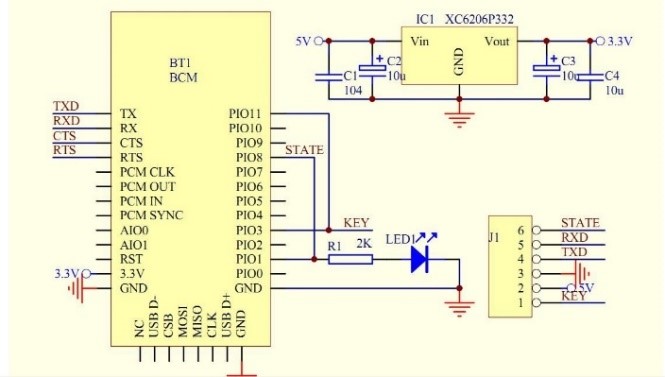 IC1 XC6206P332
5V Vin Vout 3.3V
GND
C1 104
C2 10u
C3 10u
C4 10u
BT1
BCM
TXD TX PIO11
RXD RX PIO10
CTS CTS PIO9
RTS RTS PIO8 STATE
PCM CLK PIO7
PCM OUT PIO6
PCM IN PIO5
PCM SYNC PIO4
AIO0 PIO3 KEY
AIO1 PIO2
RST PIO1 R1 2K LED1
3.3V 3.3V PIO0
GND GND
NC
USB D-
CSB
MOSI
MISO
CLK
USB D+
GND
J1
6 STATE
5 RXD
4 TXD
3
2 5V
1 KEY